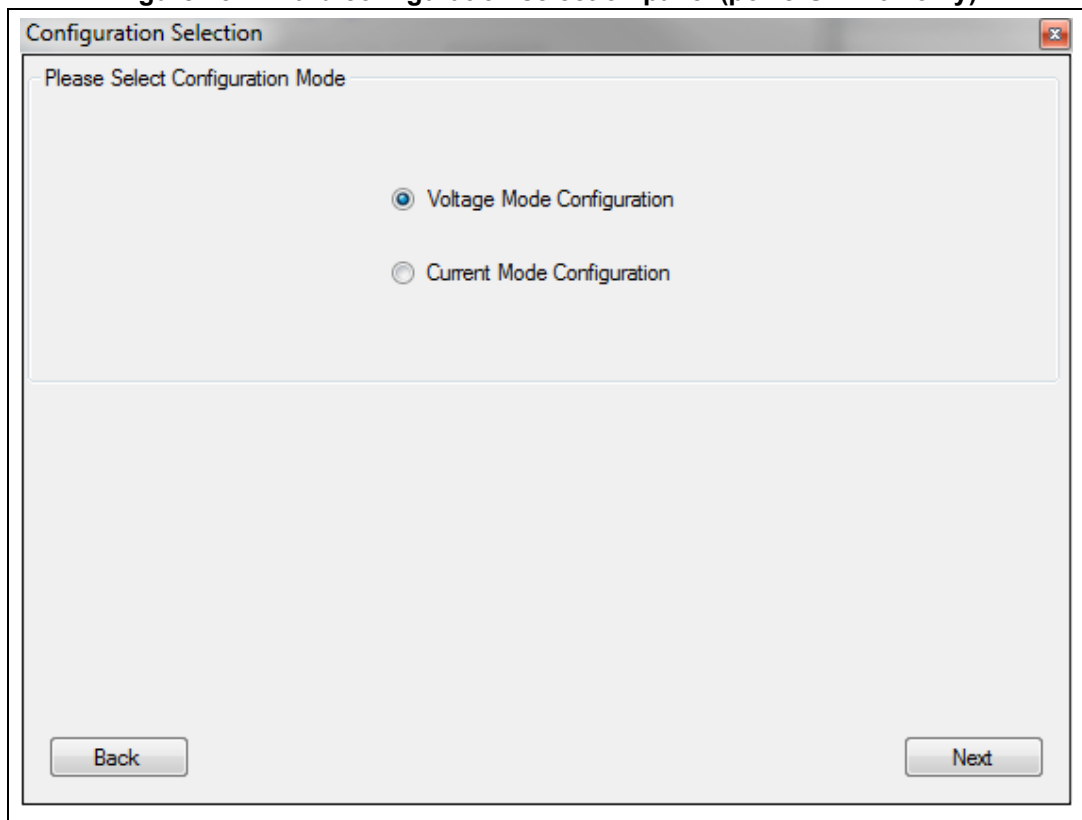 Configuration Selection
Please Select Configuration Mode
Voltage Mode Configuration
Current Mode Configuration
Back
Next